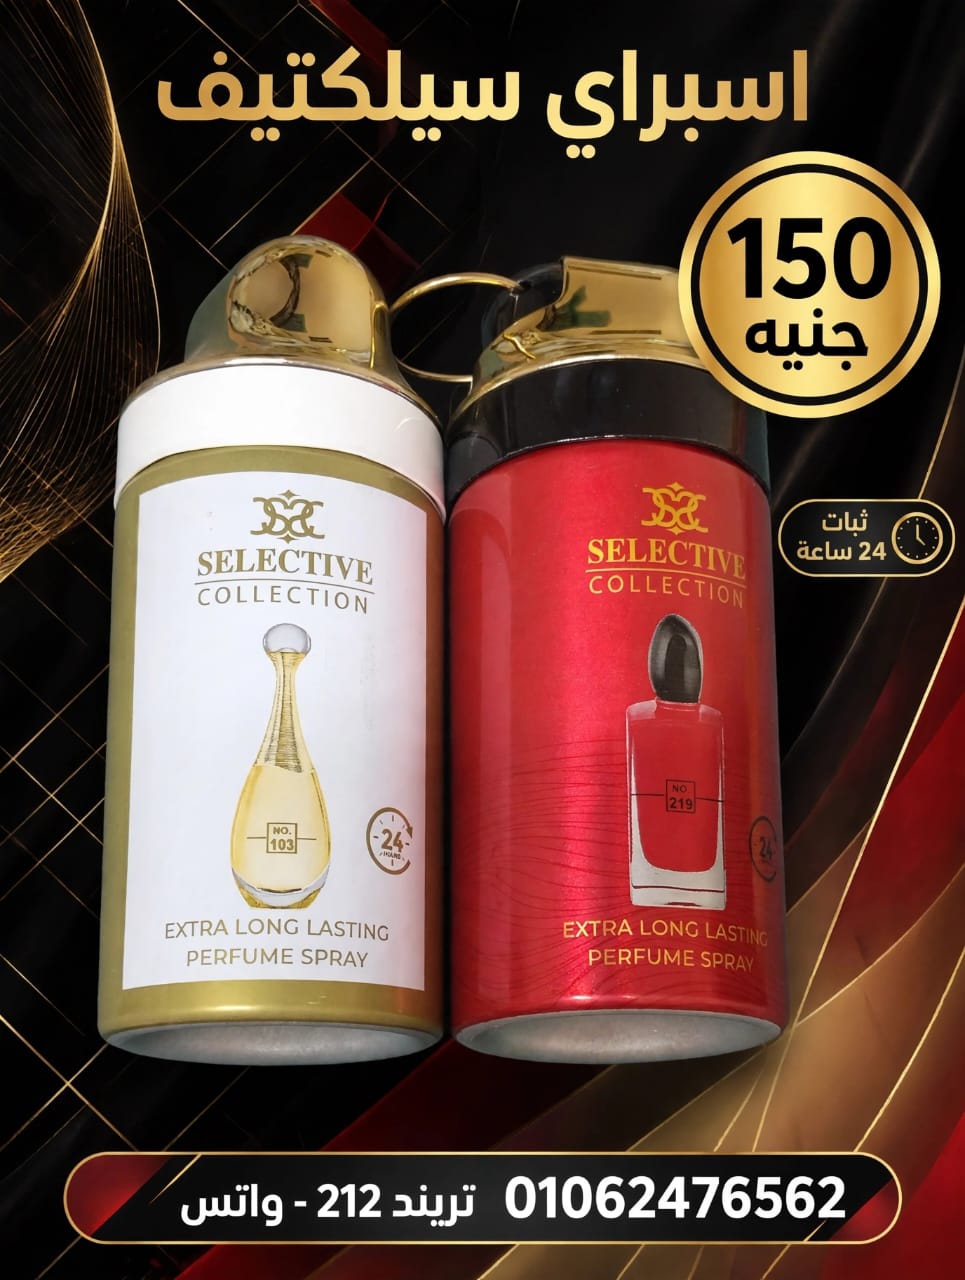 اسبراي سيلكتيف
150
جنيه
ثبات
24 ساعة
SELECTIVE
COLLECTION
NO.
103
24
HOURS
EXTRA LONG LASTING
PERFUME SPRAY
SELECTIVE
COLLECTION
NO.
219
24
EXTRA LONG LASTING
PERFUME SPRAY
01062476562 تريند 212 - واتس